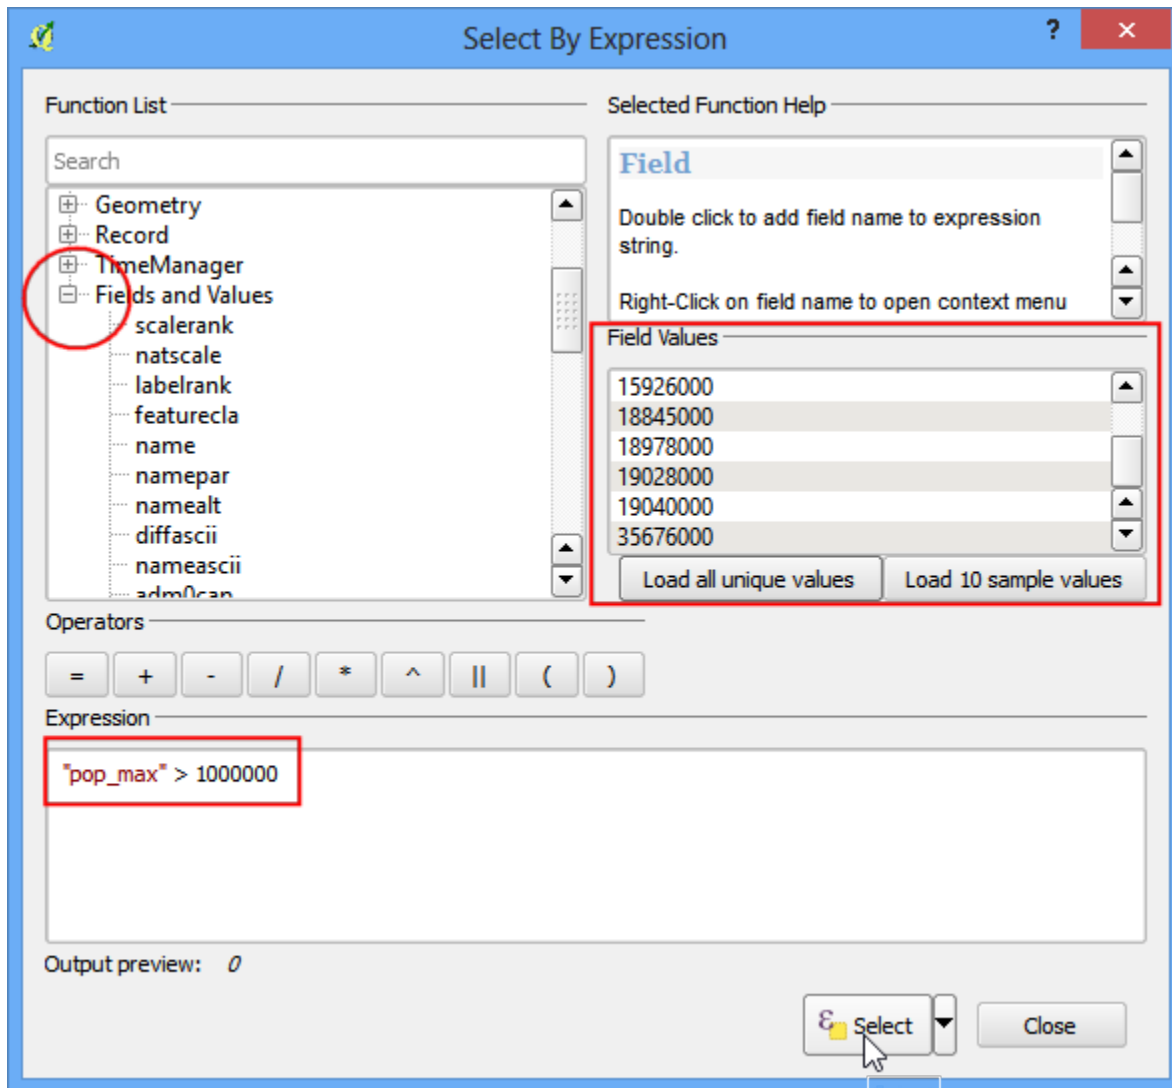 Select By Expression
?
×
Function List
Search
Geometry
Record
TimeManager
Fields and Values
scalerank
natscale
labelrank
featurecla
name
namepar
namealt
diffascii
nameascii
adm0cap
Selected Function Help
Field
Double click to add field name to expression
string.
Right-Click on field name to open context menu
Field Values
15926000
18845000
18978000
19028000
19040000
35676000
Load all unique values Load 10 sample values
Operators
= + - / * ^ || ( )
Expression
"pop_max" > 1000000
Output preview: 0
Select Close